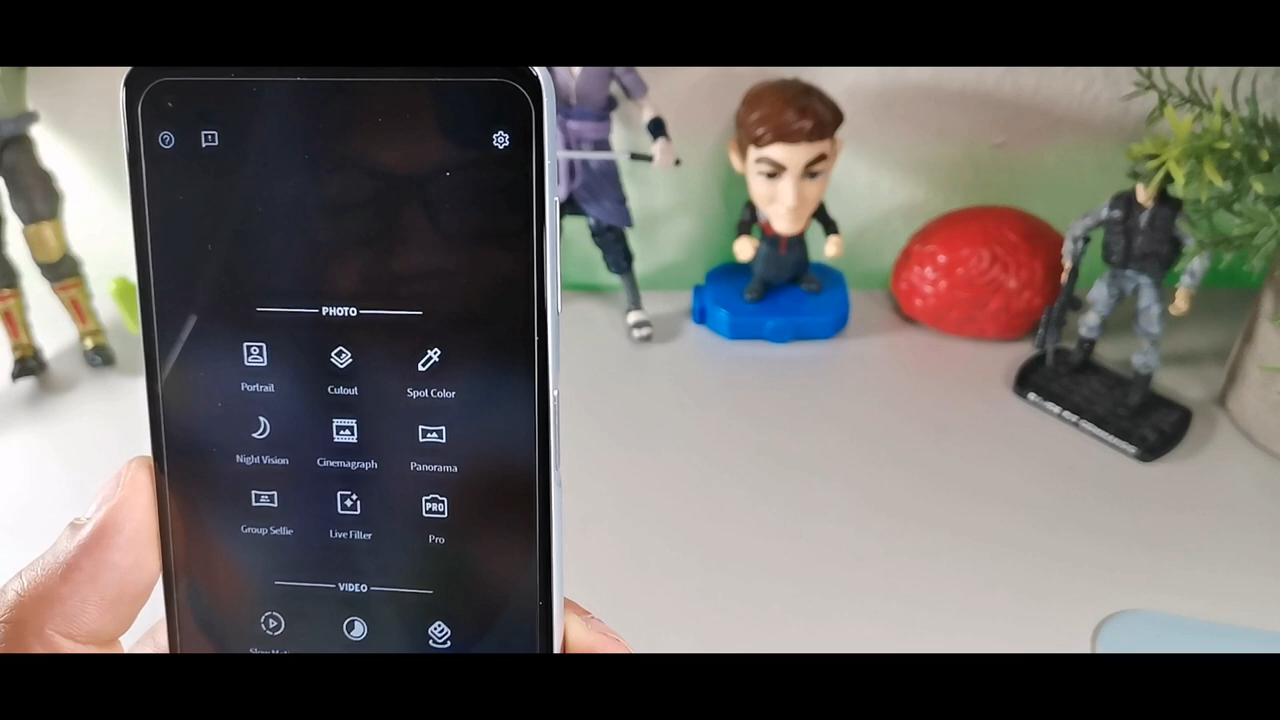 PHOTO
Portrait Cutout Spot Color
Night Vision Cinemagraph Panorama
Group Selfie Live Filter PRO Pro
VIDEO